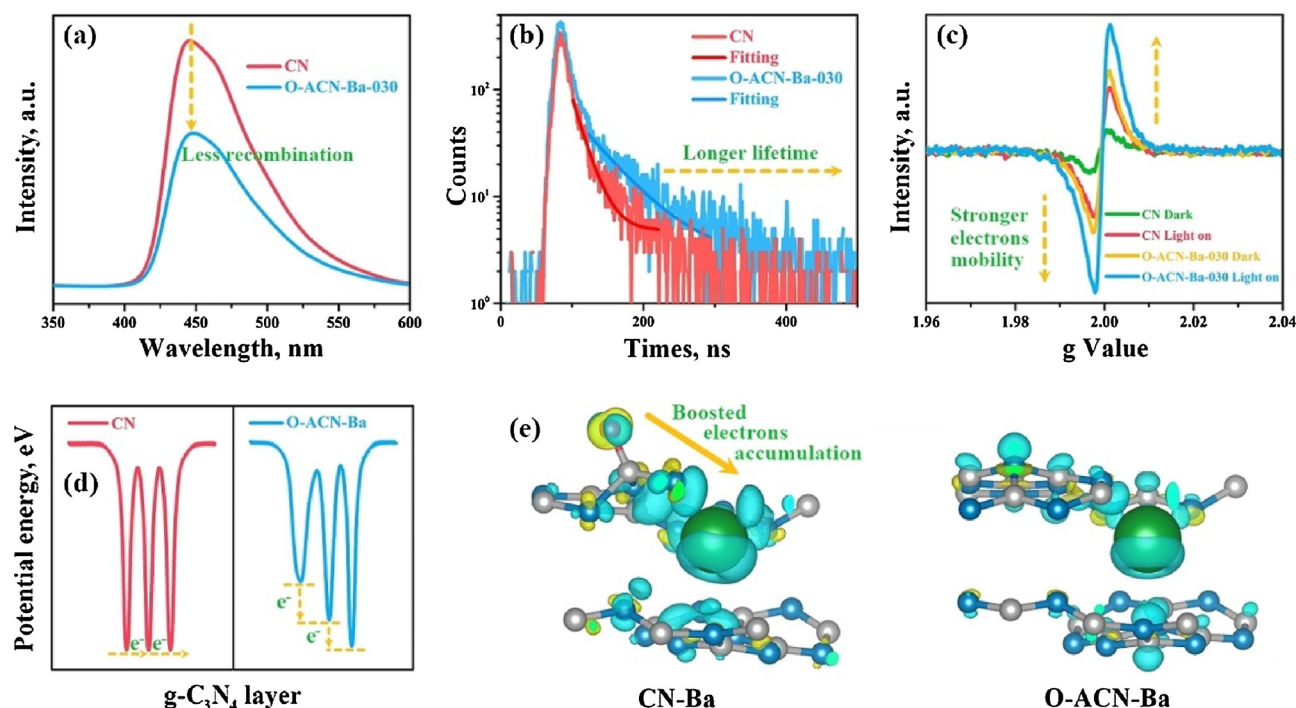 (a)
CN
O-ACN-Ba-030
Less recombination
Intensity, a.u.
350 400 450 500 550 600
Wavelength, nm
(b)
CN
Fitting
O-ACN-Ba-030
Fitting
Longer lifetime
Counts
10²
10¹
10⁰
0 200 400
Times, ns
(c)
Intensity, a.u.
Stronger
electrons
mobility
CN Dark
CN Light on
O-ACN-Ba-030 Dark
O-ACN-Ba-030 Light on
1.96 1.98 2.00 2.02 2.04
g Value
Potential energy, eV
CN
(d)
e⁻ e⁻
O-ACN-Ba
e⁻
e⁻
g-C₃N₄ layer
(e)
Boosted
electrons
accumulation
CN-Ba
O-ACN-Ba